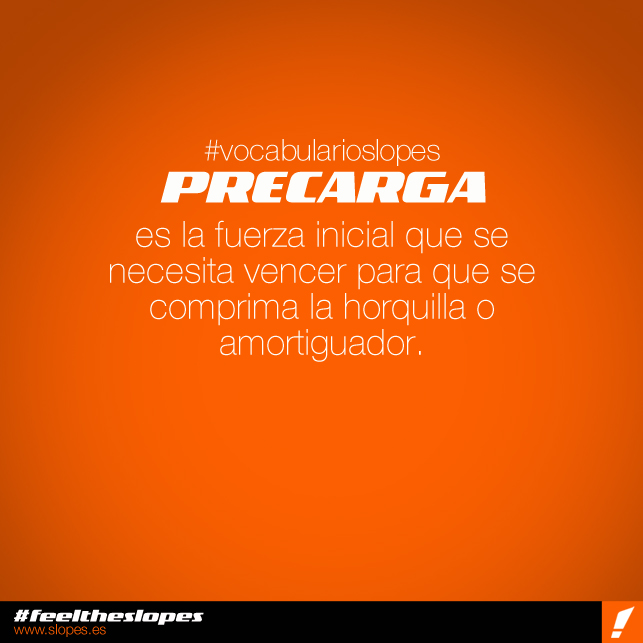 #vocabularioslopes
PRECARGA
es la fuerza inicial que se
necesita vencer para que se
comprima la horquilla o
amortiguador.
#feeltheslopes
www.slopes.es